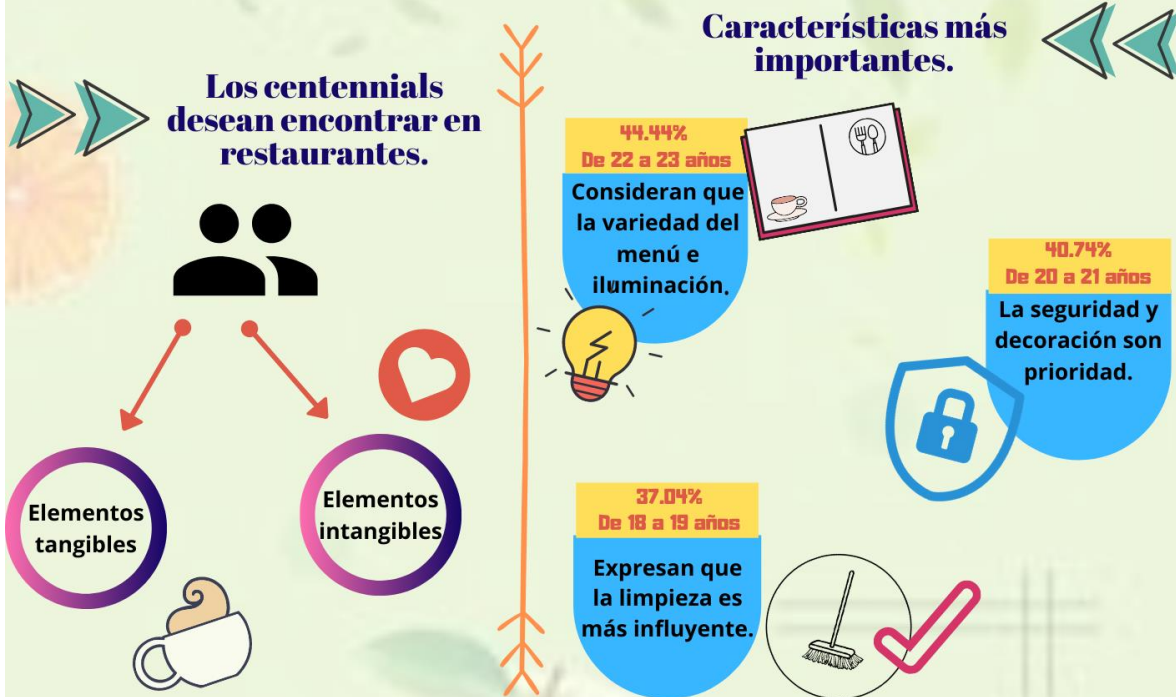 Los centennials
desean encontrar en
restaurantes.
Elementos
tangibles
Elementos
intangibles
Características más
importantes.
44.44%
De 22 a 23 años
Consideran que
la variedad del
menú e
iluminación.
40.74%
De 20 a 21 años
La seguridad y
decoración son
prioridad.
37.04%
De 18 a 19 años
Expresan que
la limpieza es
más influyente.